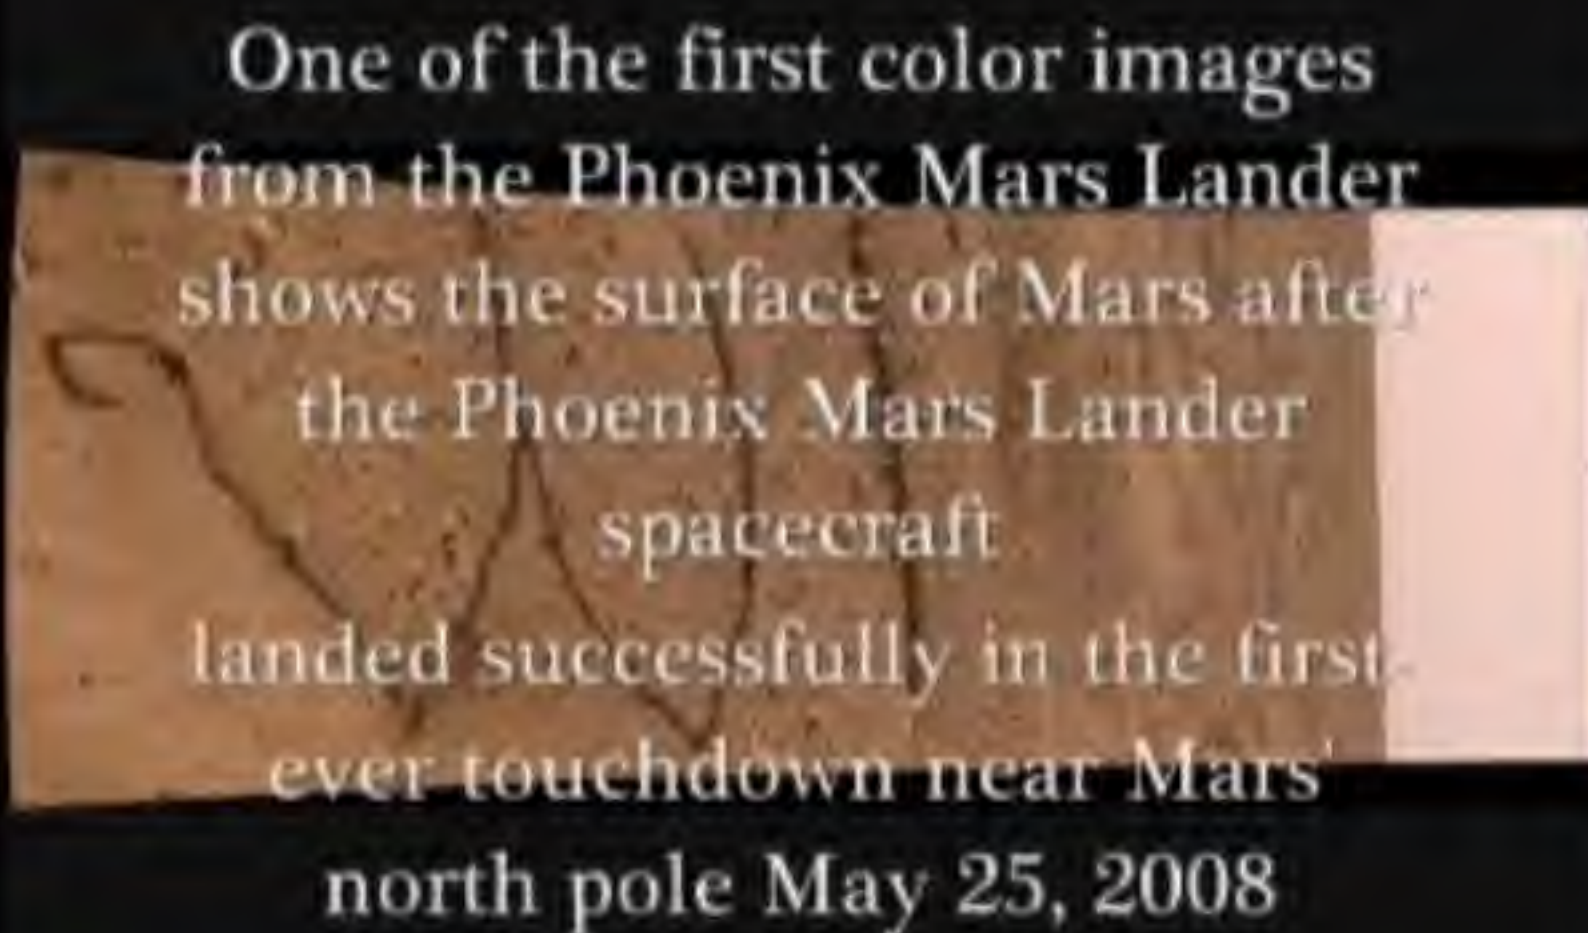 One of the first color images
from the Phoenix Mars Lander
shows the surface of Mars after
the Phoenix Mars Lander
spacecraft
landed successfully in the first-
ever touchdown near Mars'
north pole May 25, 2008